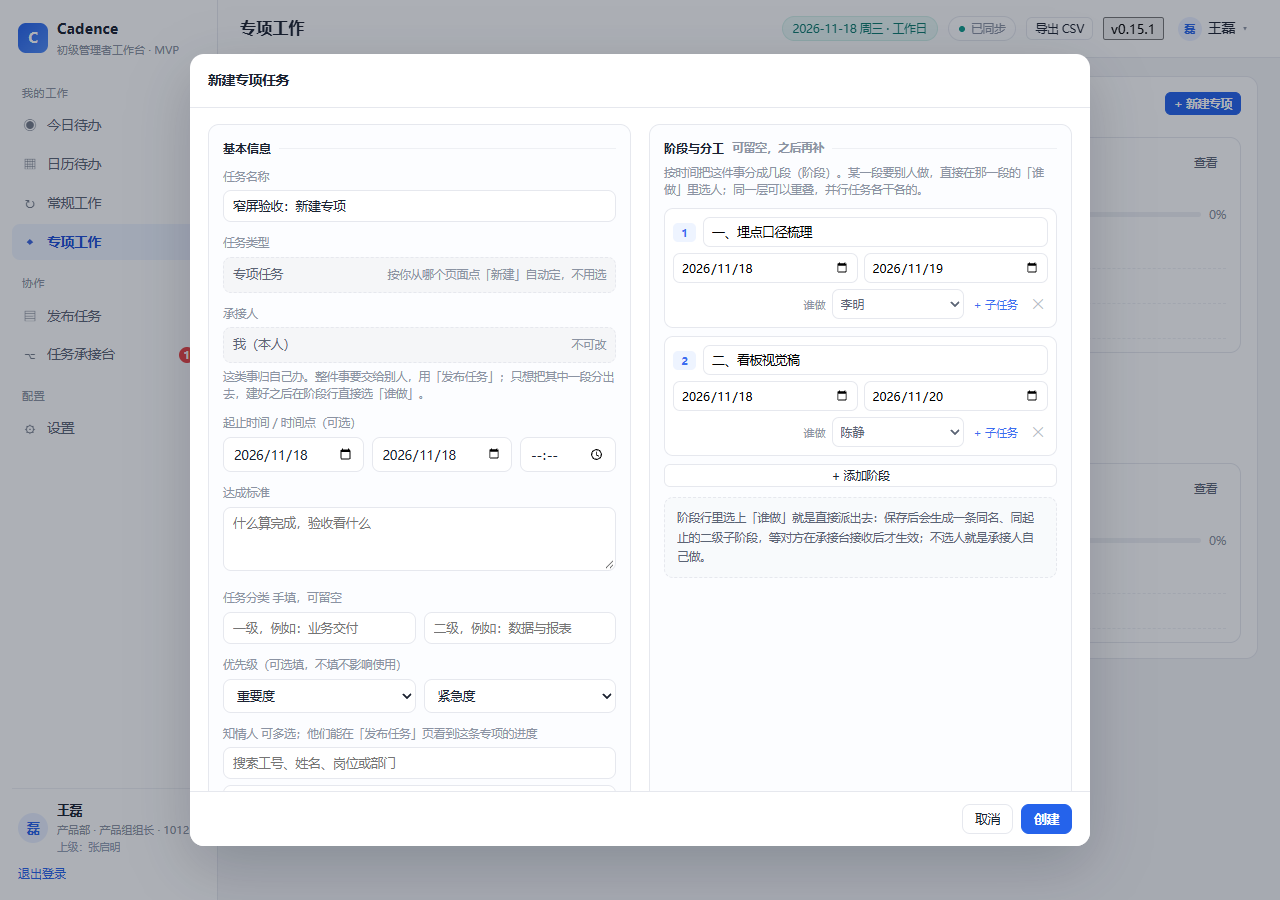 C
Cadence
初级管理者工作台 · MVP
我的工作
今日待办
日历待办
常规工作
专项工作
协作
发布任务
任务承接台
1
配置
设置
磊
王磊
产品部 · 产品组组长 · 1012
上级：张启明
退出登录
专项工作
2026-11-18 周三 · 工作日
已同步
导出 CSV
v0.15.1
磊
王磊
+ 新建专项
查看
0%
查看
0%
新建专项任务
基本信息
任务名称
窄屏验收：新建专项
任务类型
专项任务
按你从哪个页面点「新建」自动定，不用选
承接人
我（本人）
不可改
这类事归自己办。整件事要交给别人，用「发布任务」；只想把其中一段分出
去，建好之后在阶段行直接选「谁做」。
起止时间 / 时间点（可选）
2026/11/18
2026/11/18
--:--
达成标准
什么算完成，验收看什么
任务分类 手填，可留空
一级，例如：业务交付
二级，例如：数据与报表
优先级（可选填，不填不影响使用）
重要度
紧急度
知情人 可多选；他们能在「发布任务」页看到这条专项的进度
搜索工号、姓名、岗位或部门
阶段与分工 可留空，之后再补
按时间把这件事分成几段（阶段）。某一段要别人做，直接在那一段的「谁
做」里选人；同一层可以重叠，并行任务各干各的。
1
一、埋点口径梳理
2026/11/18
2026/11/19
谁做
李明
+ 子任务
2
二、看板视觉稿
2026/11/18
2026/11/20
谁做
陈静
+ 子任务
+ 添加阶段
阶段行里选上「谁做」就是直接派出去：保存后会生成一条同名、同起
止的二级子阶段，等对方在承接台接收后才生效；不选人就是承接人自
己做。
取消
创建